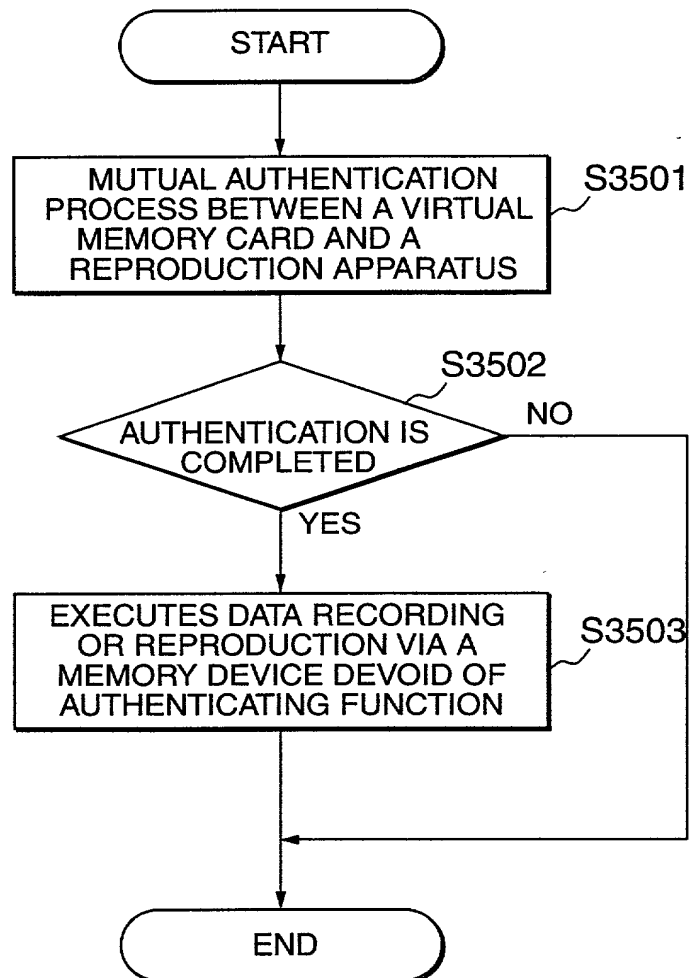 START
MUTUAL AUTHENTICATION
PROCESS BETWEEN A VIRTUAL
MEMORY CARD AND A
REPRODUCTION APPARATUS
S3501
S3502
AUTHENTICATION IS
COMPLETED
NO
YES
EXECUTES DATA RECORDING
OR REPRODUCTION VIA A
MEMORY DEVICE DEVOID OF
AUTHENTICATING FUNCTION
S3503
END